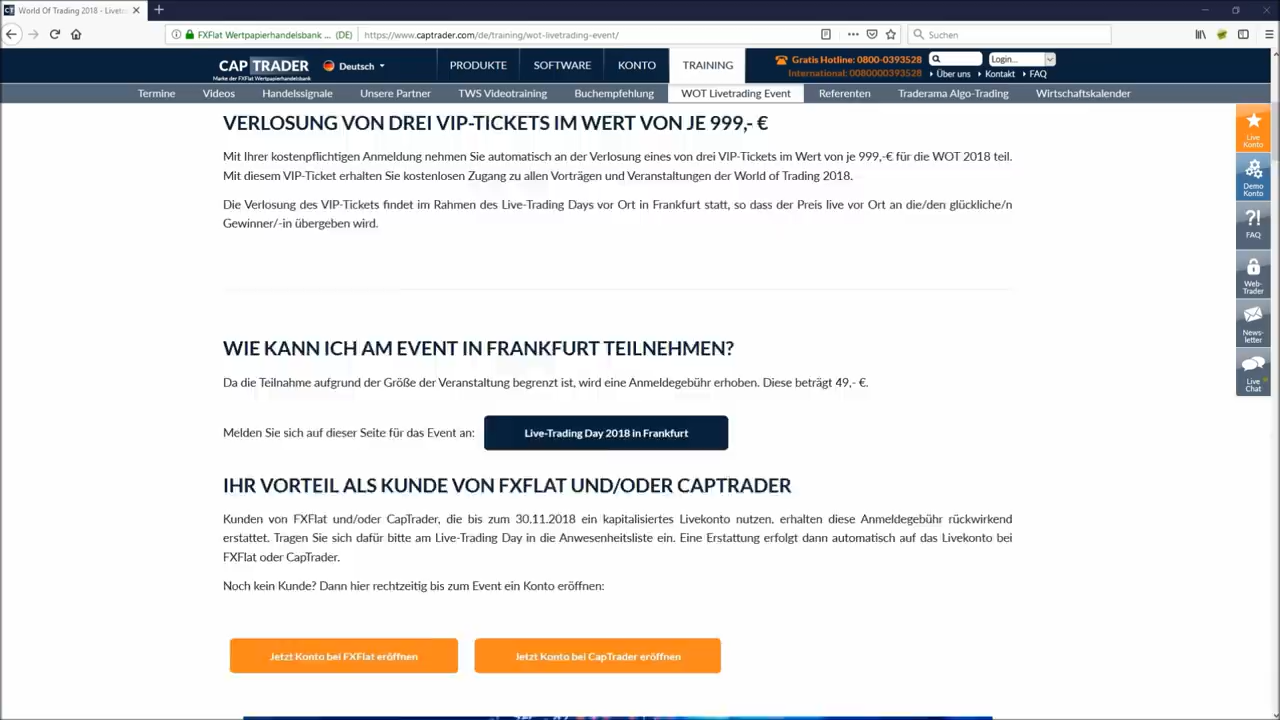 World Of Trading 2018 - Livetr
FXFlat Wertpapierhandelsbank ... (DE)
https://www.captrader.com/de/training/wot-livetrading-event/
Suchen
CAPTRADER
Marke der FXFlat Wertpapierhandelsbank
Deutsch
PRODUKTE
SOFTWARE
KONTO
TRAINING
Gratis Hotline: 0800-0393528
International: 0080000393528
Login...
Über uns
Kontakt
FAQ
Termine
Videos
Handelssignale
Unsere Partner
TWS Videotraining
Buchempfehlung
WOT Livetrading Event
Referenten
Traderama Algo-Trading
Wirtschaftskalender
VERLOSUNG VON DREI VIP-TICKETS IM WERT VON JE 999,- €
Mit Ihrer kostenpflichtigen Anmeldung nehmen Sie automatisch an der Verlosung eines von drei VIP-Tickets im Wert von je 999,-€ für die WOT 2018 teil.
Mit diesem VIP-Ticket erhalten Sie kostenlosen Zugang zu allen Vorträgen und Veranstaltungen der World of Trading 2018.
Die Verlosung des VIP-Tickets findet im Rahmen des Live-Trading Days vor Ort in Frankfurt statt, so dass der Preis live vor Ort an die/den glückliche/n
Gewinner/-in übergeben wird.
WIE KANN ICH AM EVENT IN FRANKFURT TEILNEHMEN?
Da die Teilnahme aufgrund der Größe der Veranstaltung begrenzt ist, wird eine Anmeldegebühr erhoben. Diese beträgt 49,- €.
Melden Sie sich auf dieser Seite für das Event an:
Live-Trading Day 2018 in Frankfurt
IHR VORTEIL ALS KUNDE VON FXFLAT UND/ODER CAPTRADER
Kunden von FXFlat und/oder CapTrader, die bis zum 30.11.2018 ein kapitalisiertes Livekonto nutzen, erhalten diese Anmeldegebühr rückwirkend
erstattet. Tragen Sie sich dafür bitte am Live-Trading Day in die Anwesenheitsliste ein. Eine Erstattung erfolgt dann automatisch auf das Livekonto bei
FXFlat oder CapTrader.
Noch kein Kunde? Dann hier rechtzeitig bis zum Event ein Konto eröffnen:
Jetzt Konto bei FXFlat eröffnen
Jetzt Konto bei CapTrader eröffnen
Live
Konto
Demo
Konto
?!
FAQ
Web-
Trader
News-
letter
Live
Chat